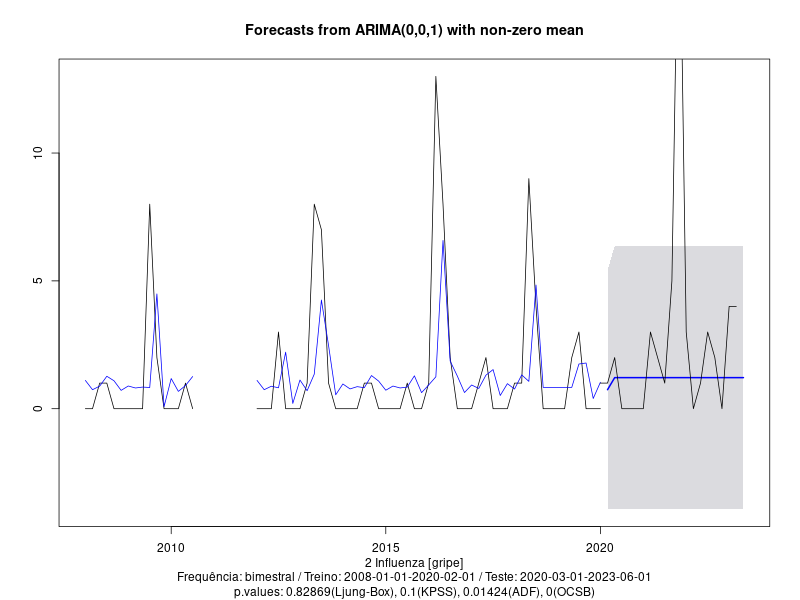 Forecasts from ARIMA(0,0,1) with non-zero mean
10
5
0
2010
2015
2020
2 Influenza [gripe]
Frequência: bimestral / Treino: 2008-01-01-2020-02-01 / Teste: 2020-03-01-2023-06-01
p.values: 0.82869(Ljung-Box), 0.1(KPSS), 0.01424(ADF), 0(OCSB)